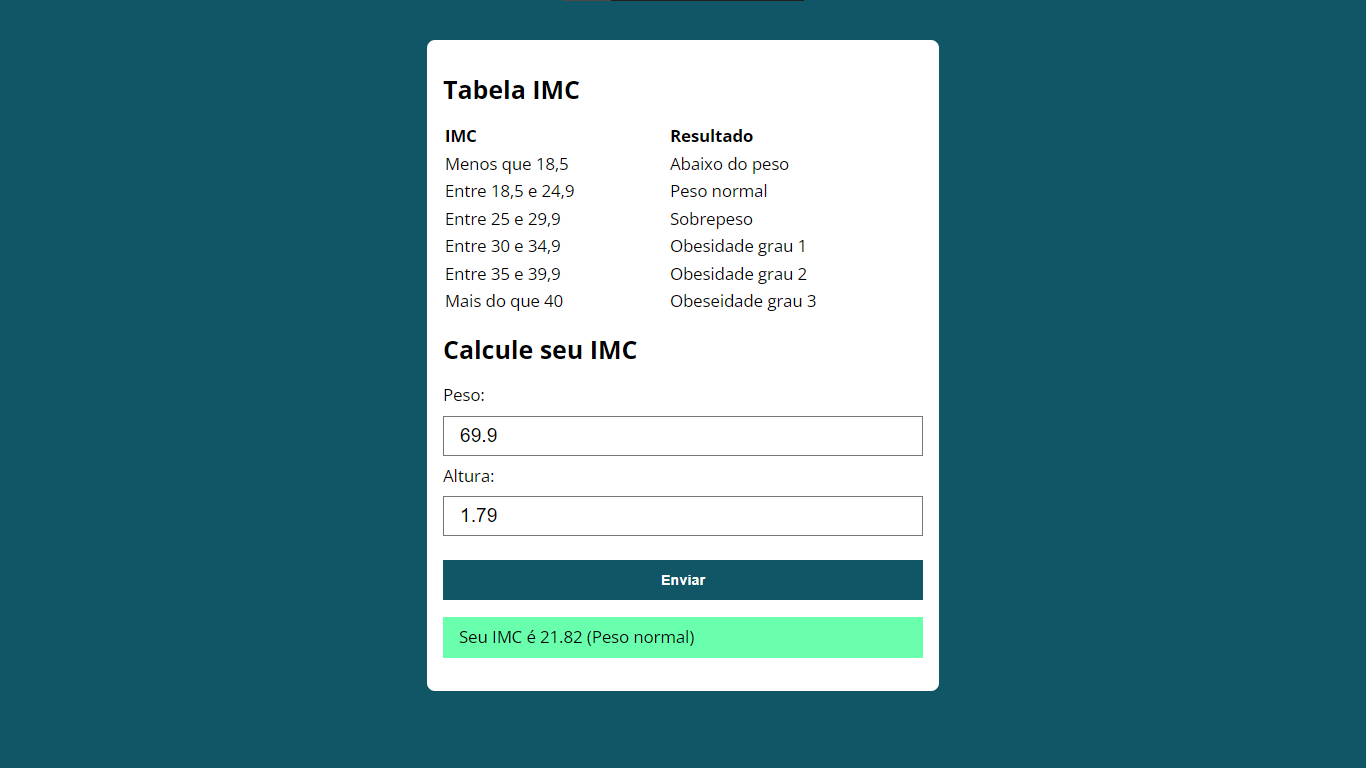 Tabela IMC
IMC Resultado
Menos que 18,5 Abaixo do peso
Entre 18,5 e 24,9 Peso normal
Entre 25 e 29,9 Sobrepeso
Entre 30 e 34,9 Obesidade grau 1
Entre 35 e 39,9 Obesidade grau 2
Mais do que 40 Obeseidade grau 3
Calcule seu IMC
Peso:
69.9
Altura:
1.79
Enviar
Seu IMC é 21.82 (Peso normal)